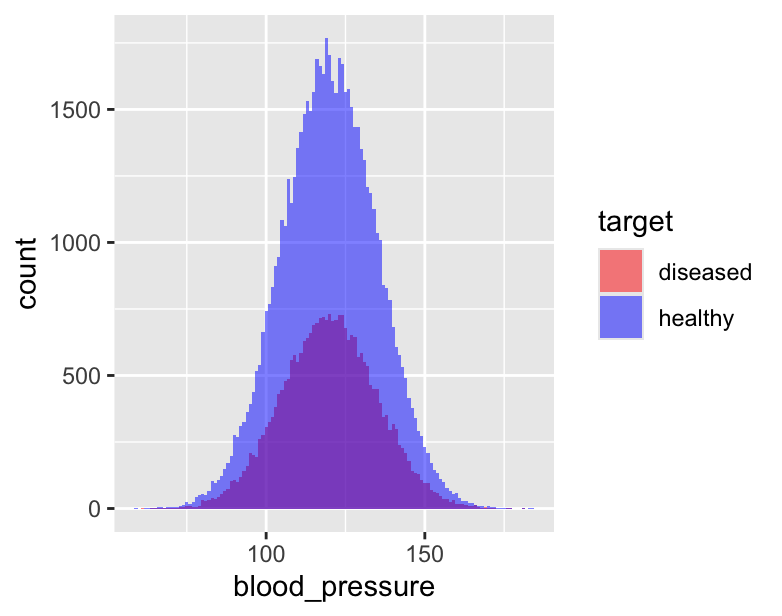 1500
1000
500
0
count
100
150
blood_pressure
target
diseased
healthy